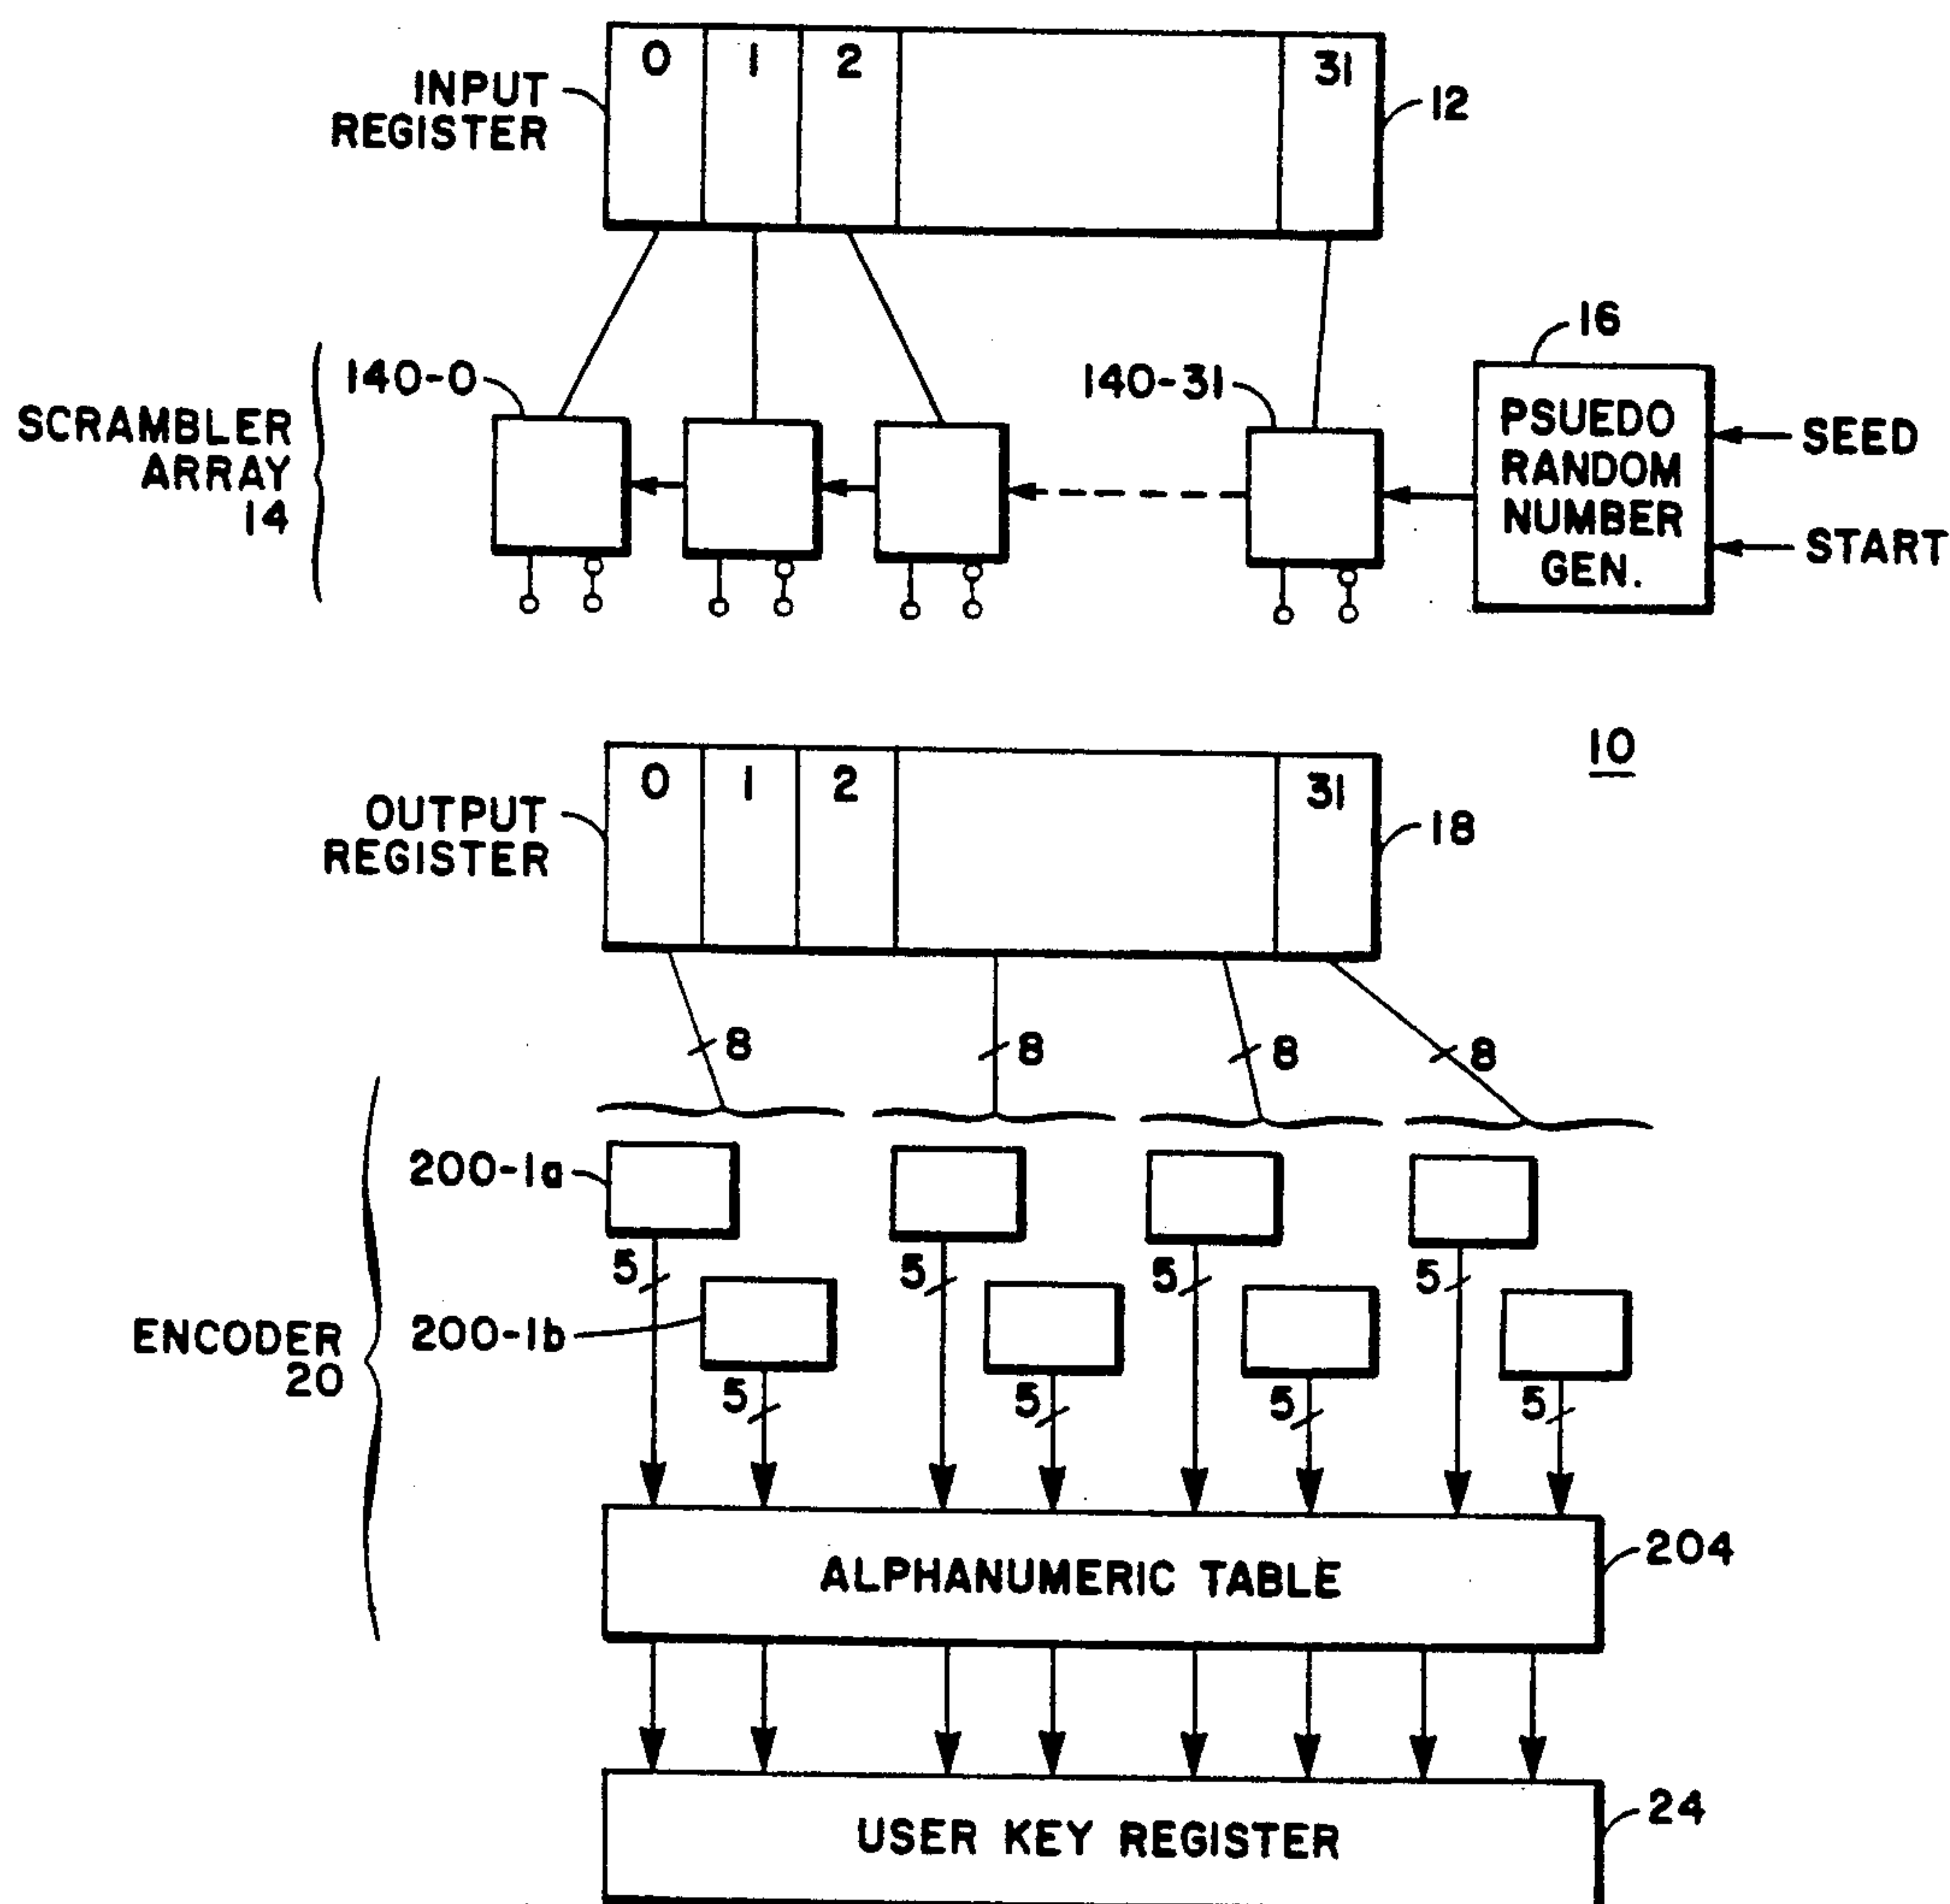 0 1 2 31
INPUT
REGISTER
12
16
140-0
140-31
SCRAMBLER
ARRAY
14
PSUEDO
RANDOM
NUMBER
GEN.
SEED
START
10
0 1 2 31
OUTPUT
REGISTER
18
8 8 8 8
200-1a
5 5 5 5
200-1b
ENCODER
20
5 5 5 5
ALPHANUMERIC TABLE
204
USER KEY REGISTER
24